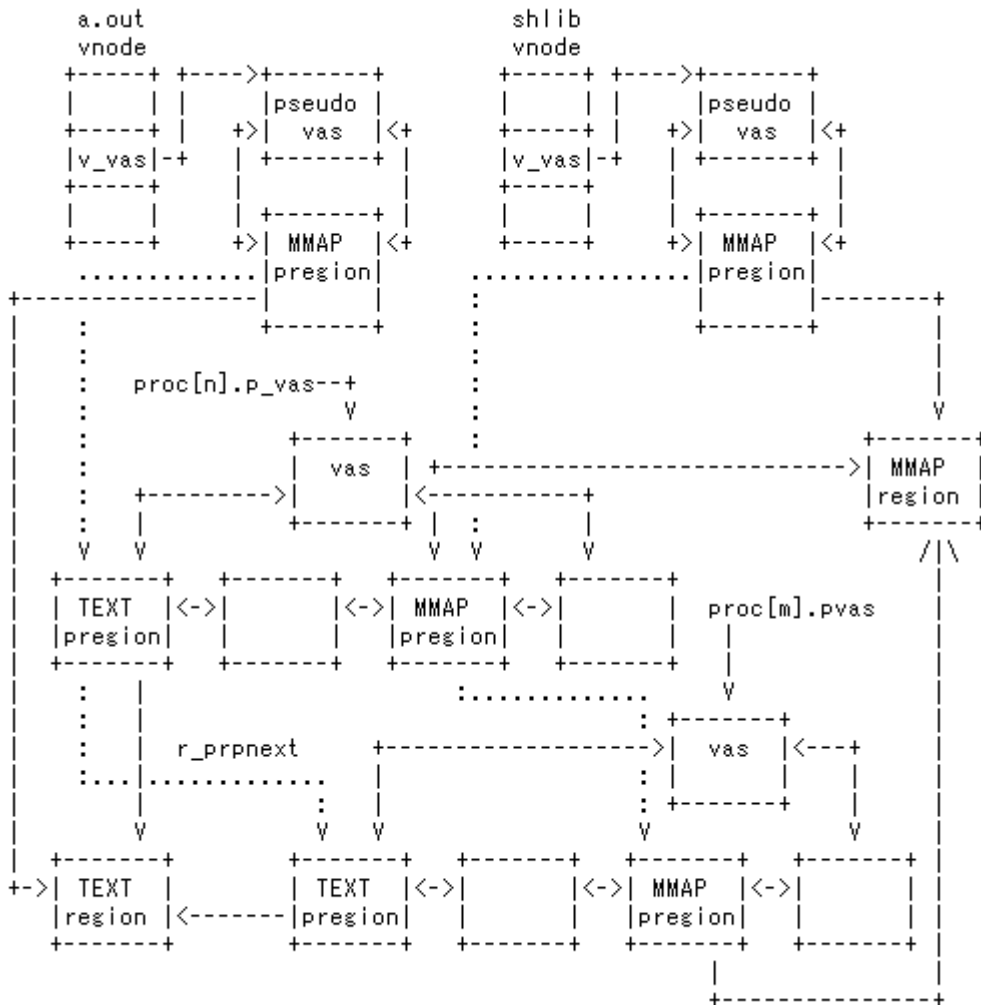 a.out shlib
vnode vnode
pseudo pseudo
vas vas
v_vas v_vas
MMAP MMAP
pregion pregion
proc[n].p_vas
vas MMAP
region
TEXT MMAP proc[m].pvas
pregion pregion
r_prpnext vas
TEXT TEXT MMAP
region pregion pregion